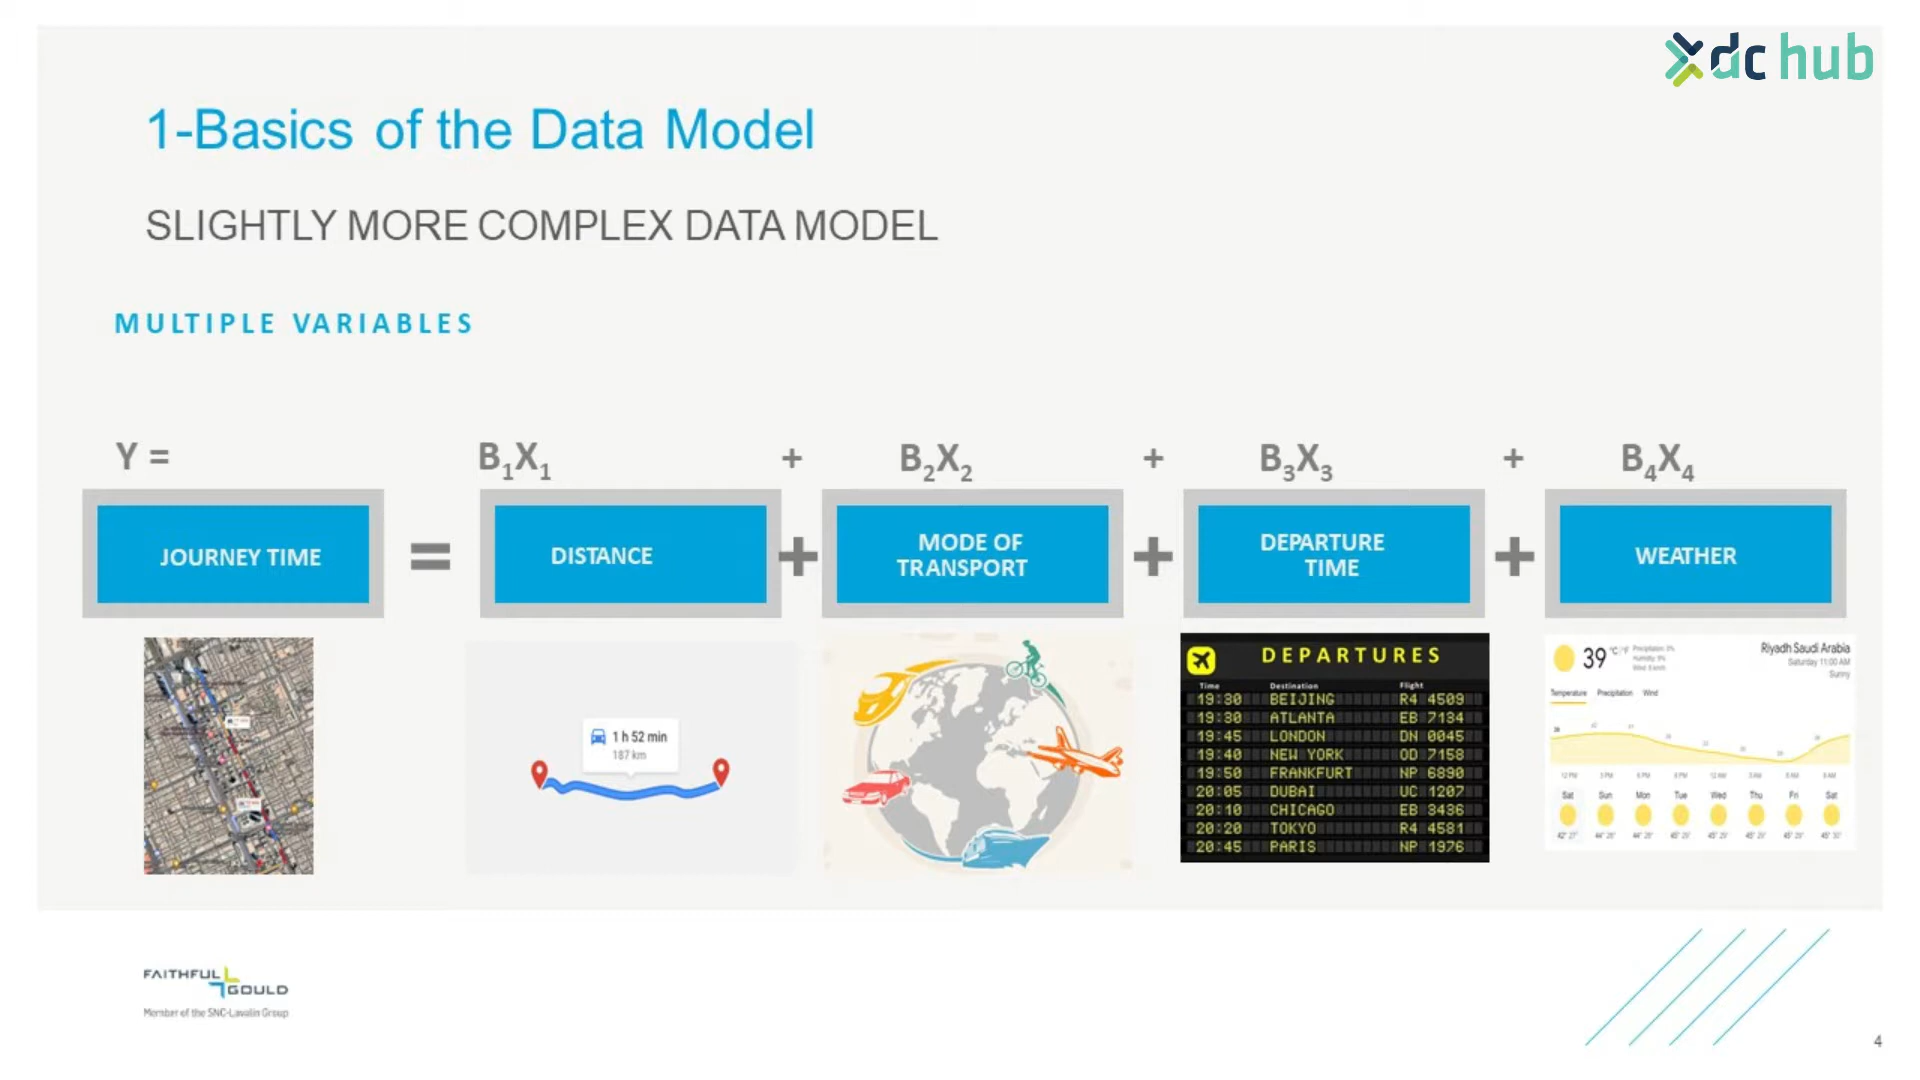 dc hub
1-Basics of the Data Model
SLIGHTLY MORE COMPLEX DATA MODEL
MULTIPLE VARIABLES
Y = B1X1 + B2X2 + B3X3 + B4X4
JOURNEY TIME = DISTANCE + MODE OF TRANSPORT + DEPARTURE TIME + WEATHER
1 h 52 min
187 km
DEPARTURES
Time Destination Flight
19:30 BEIJING R4 4509
19:30 ATLANTA EB 7134
19:45 LONDON DN 0045
19:40 NEW YORK OD 7158
19:50 FRANKFURT NP 6890
20:05 DUBAI UC 1207
20:10 CHICAGO EB 3436
20:20 TOKYO R4 4581
20:45 PARIS NP 1976
39 °C | °F
Riyadh Saudi Arabia
Saturday 11:00 AM
Sunny
Temperature Precipitation Wind
Sat Sun Mon Tue Wed Thu Fri Sat
FAITHFUL
GOULD
Member of the SNC-Lavalin Group
4